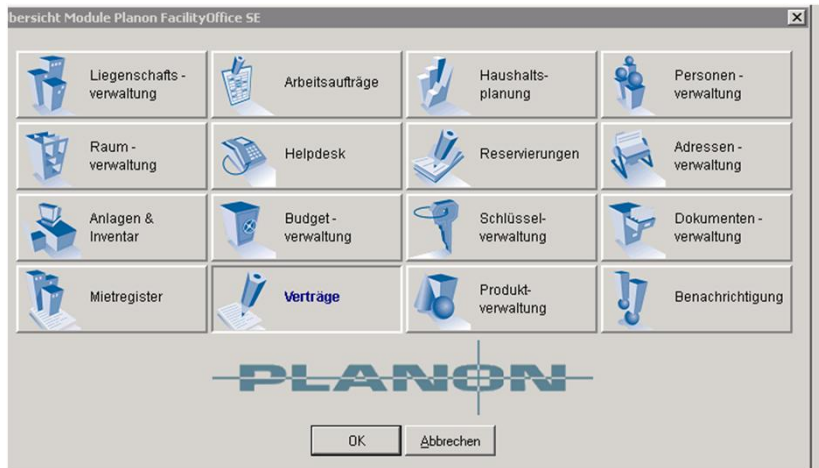 bersicht Module Planon FacilityOffice SE
Liegenschafts -
verwaltung
Arbeitsaufträge
Haushalts-
planung
Personen -
verwaltung
Raum -
verwaltung
Helpdesk
Reservierungen
Adressen -
verwaltung
Anlagen &
Inventar
Budget -
verwaltung
Schlüssel-
verwaltung
Dokumenten -
verwaltung
Mietregister
Verträge
Produkt-
verwaltung
Benachrichtigung
PLANON
OK
Abbrechen